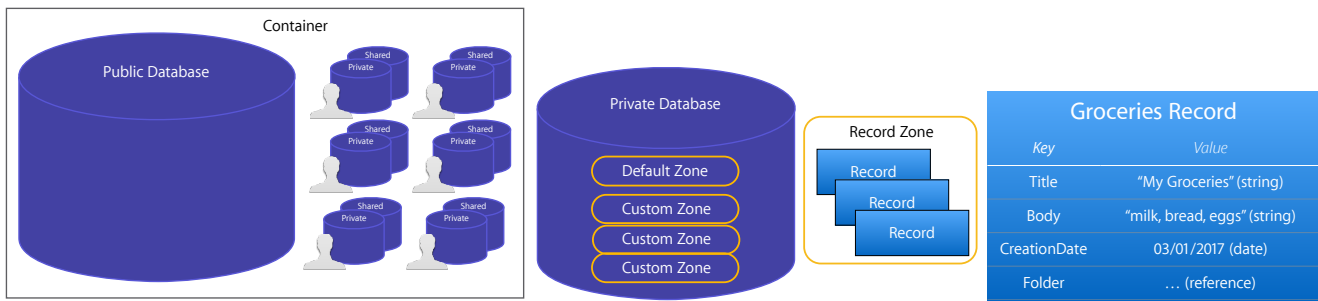 Container
Public Database
Shared
Private
Shared
Private
Shared
Private
Shared
Private
Shared
Private
Shared
Private
Private Database
Default Zone
Custom Zone
Custom Zone
Custom Zone
Record Zone
Record
Record
Record
Groceries Record
Key Value
Title "My Groceries" (string)
Body "milk, bread, eggs" (string)
CreationDate 03/01/2017 (date)
Folder … (reference)